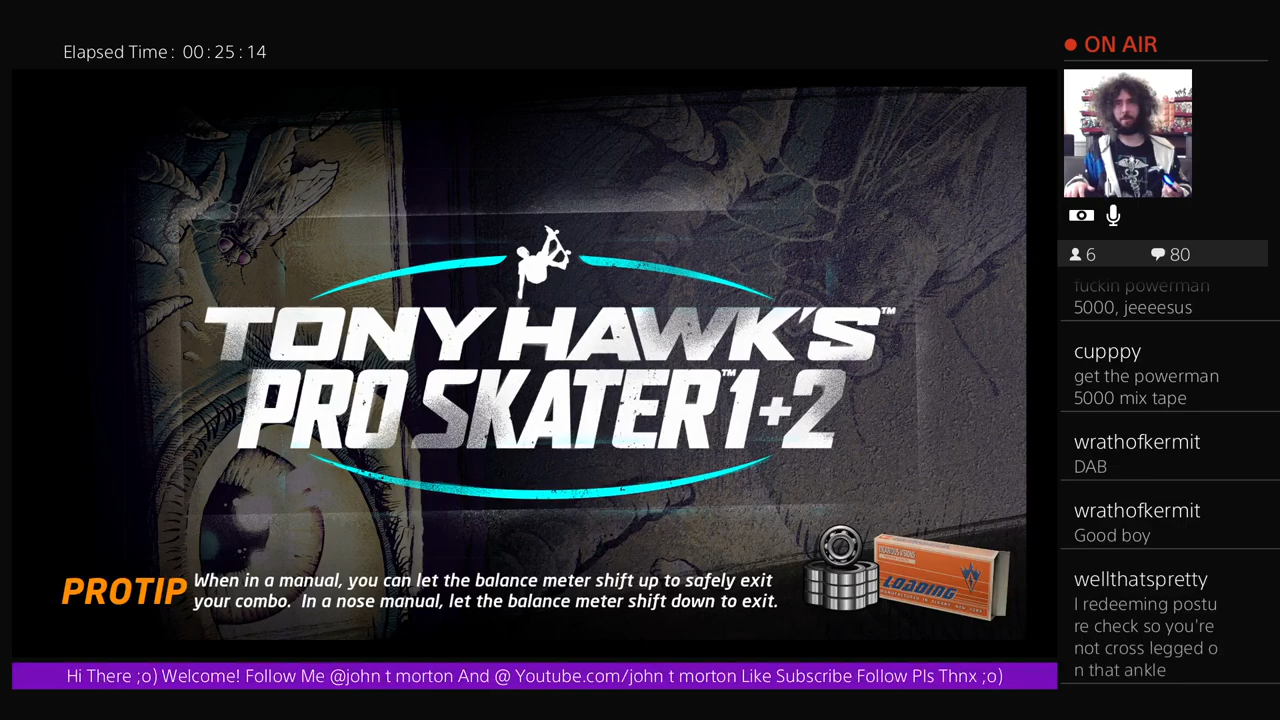 Elapsed Time: 00:25:14
ON AIR
6
80
fuckin powerman
5000, jeeeesus
cupppy
get the powerman
5000 mix tape
wrathofkermit
DAB
wrathofkermit
Good boy
wellthatspretty
I redeeming postu
re check so you're
not cross legged o
n that ankle
TONY HAWK'S™
PRO SKATER™1+2
LOADING
PROTIP
When in a manual, you can let the balance meter shift up to safely exit
your combo. In a nose manual, let the balance meter shift down to exit.
Hi There ;o) Welcome! Follow Me @john t morton And @ Youtube.com/john t morton Like Subscribe Follow Pls Thnx ;o)